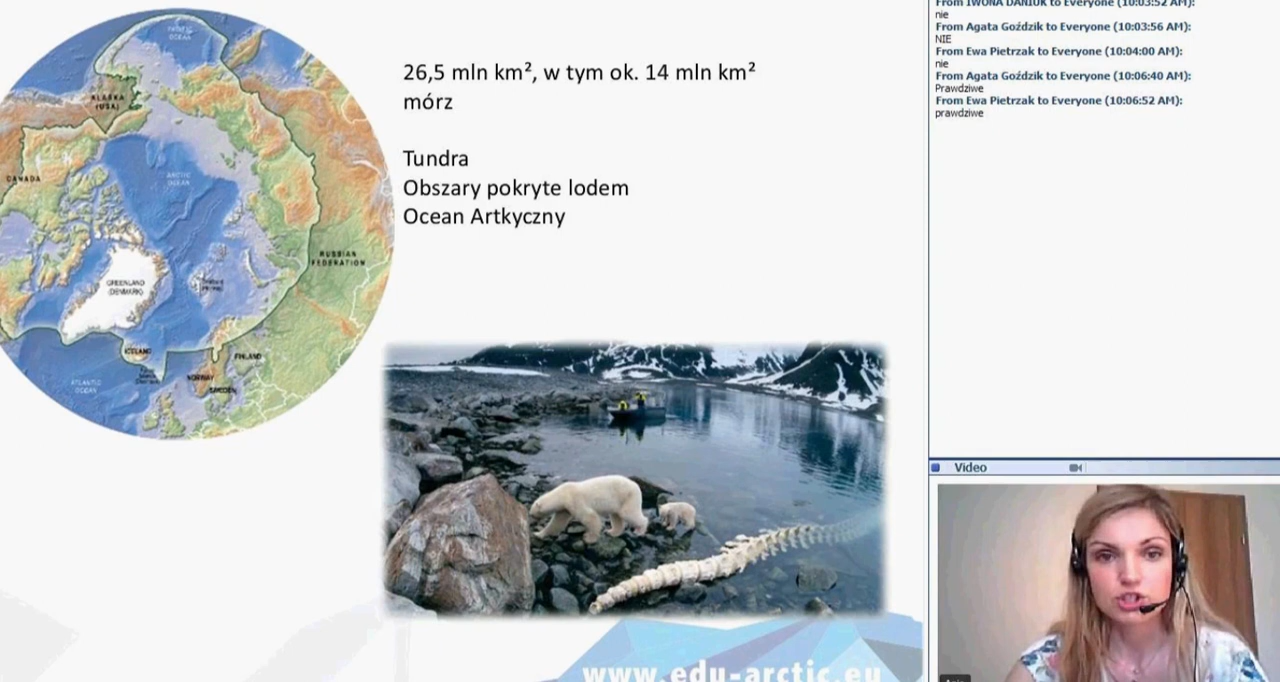 26,5 mln km², w tym ok. 14 mln km²
mórz
Tundra
Obszary pokryte lodem
Ocean Artkyczny
ALASKA
(USA)
CANADA
ARCTIC
OCEAN
RUSSIAN
FEDERATION
GREENLAND
(DENMARK)
ICELAND
FINLAND
NORWAY
SWEDEN
ATLANTIC
OCEAN
www.edu-arctic.eu
From IWONA DANIUK to Everyone (10:03:52 AM):
nie
From Agata Goździk to Everyone (10:03:56 AM):
NIE
From Ewa Pietrzak to Everyone (10:04:00 AM):
nie
From Agata Goździk to Everyone (10:06:40 AM):
Prawdziwe
From Ewa Pietrzak to Everyone (10:06:52 AM):
prawdziwe
Video